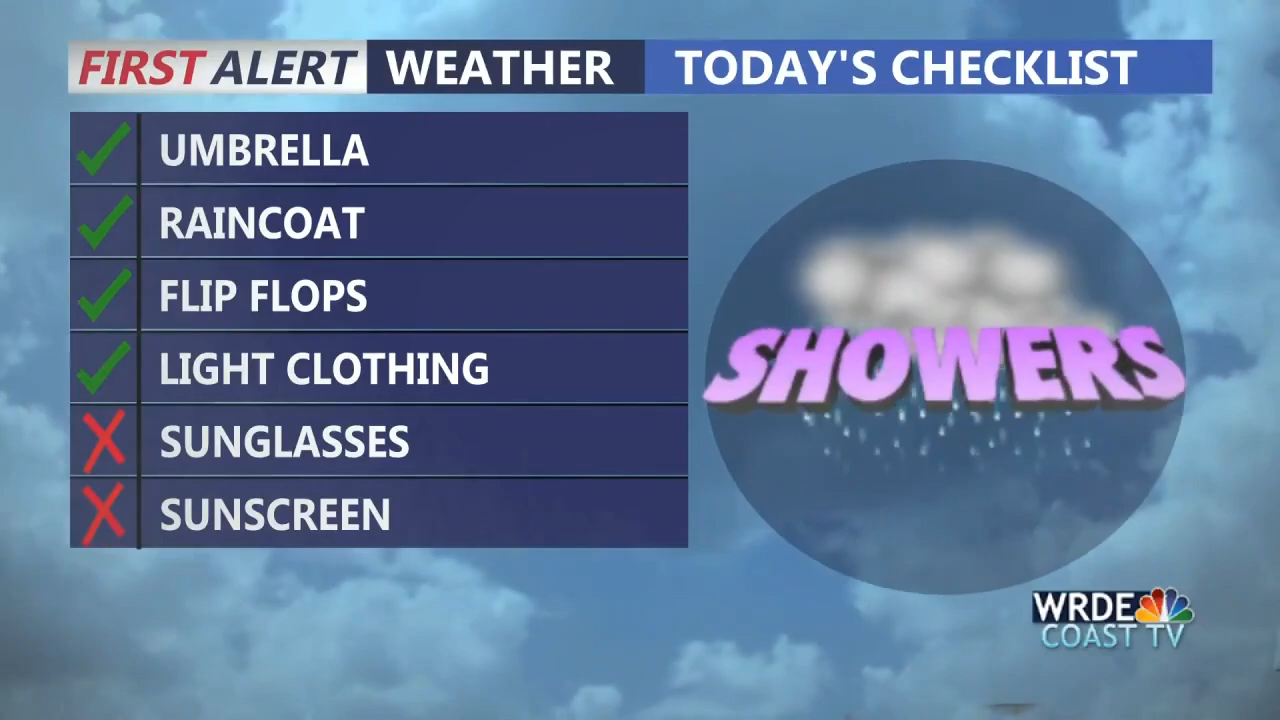 FIRST ALERT WEATHER TODAY'S CHECKLIST
UMBRELLA
RAINCOAT
FLIP FLOPS
LIGHT CLOTHING
SUNGLASSES
SUNSCREEN
SHOWERS
WRDE
COAST TV